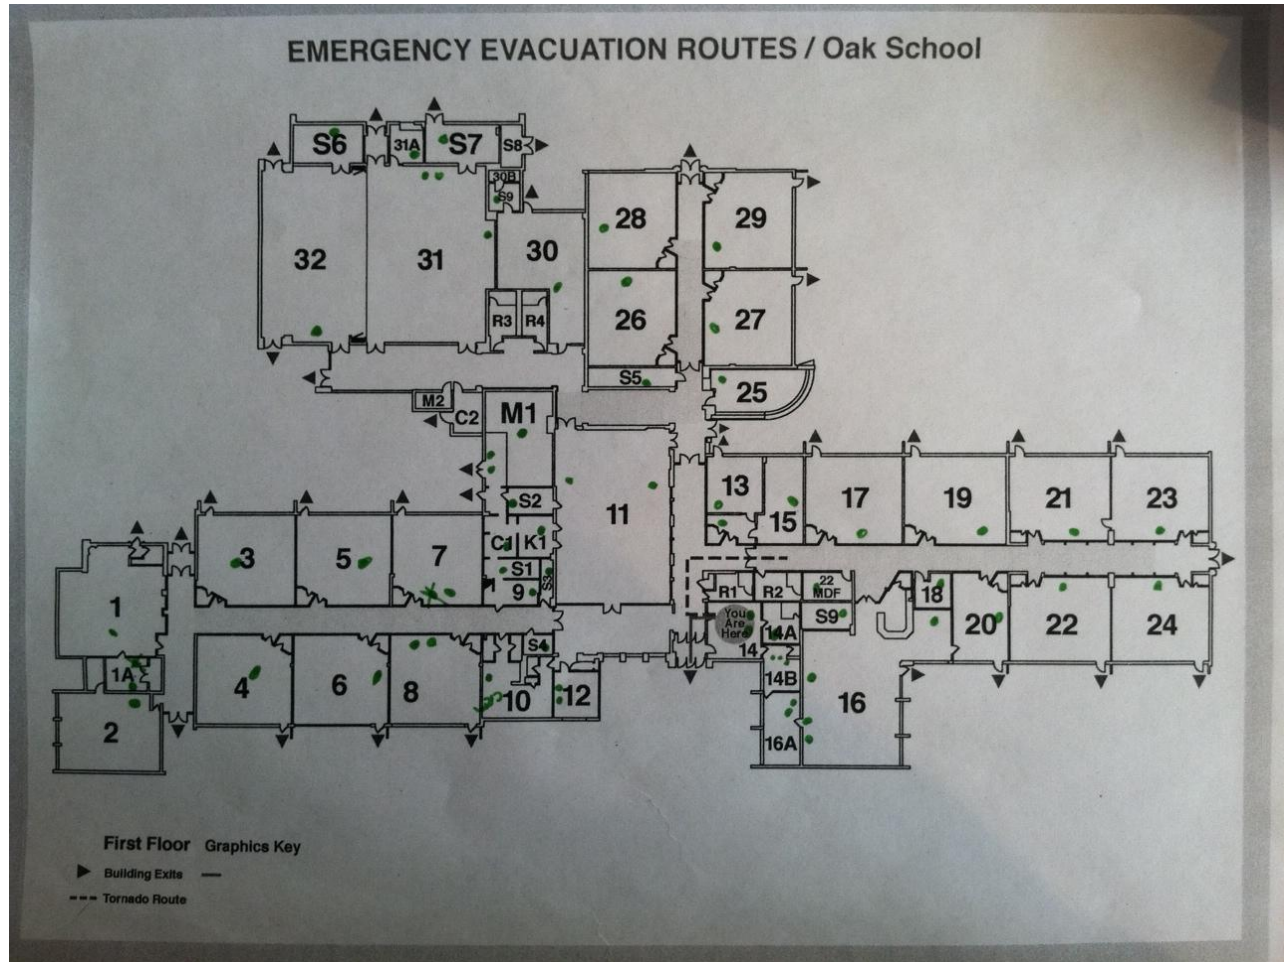 EMERGENCY EVACUATION ROUTES / Oak School
S6
31A
S7
S8
30B
S9
32
31
30
28
29
R3
R4
26
27
S5
25
M2
C2
M1
13
15
17
19
21
23
11
S2
3
5
7
C1
K1
S1
S3
9
1
R1
R2
22
MDF
18
S9
You
Are
Here
14
14A
20
22
24
1A
4
6
8
S4
10
12
14B
16
2
16A
First Floor Graphics Key
Building Exits
Tornado Route